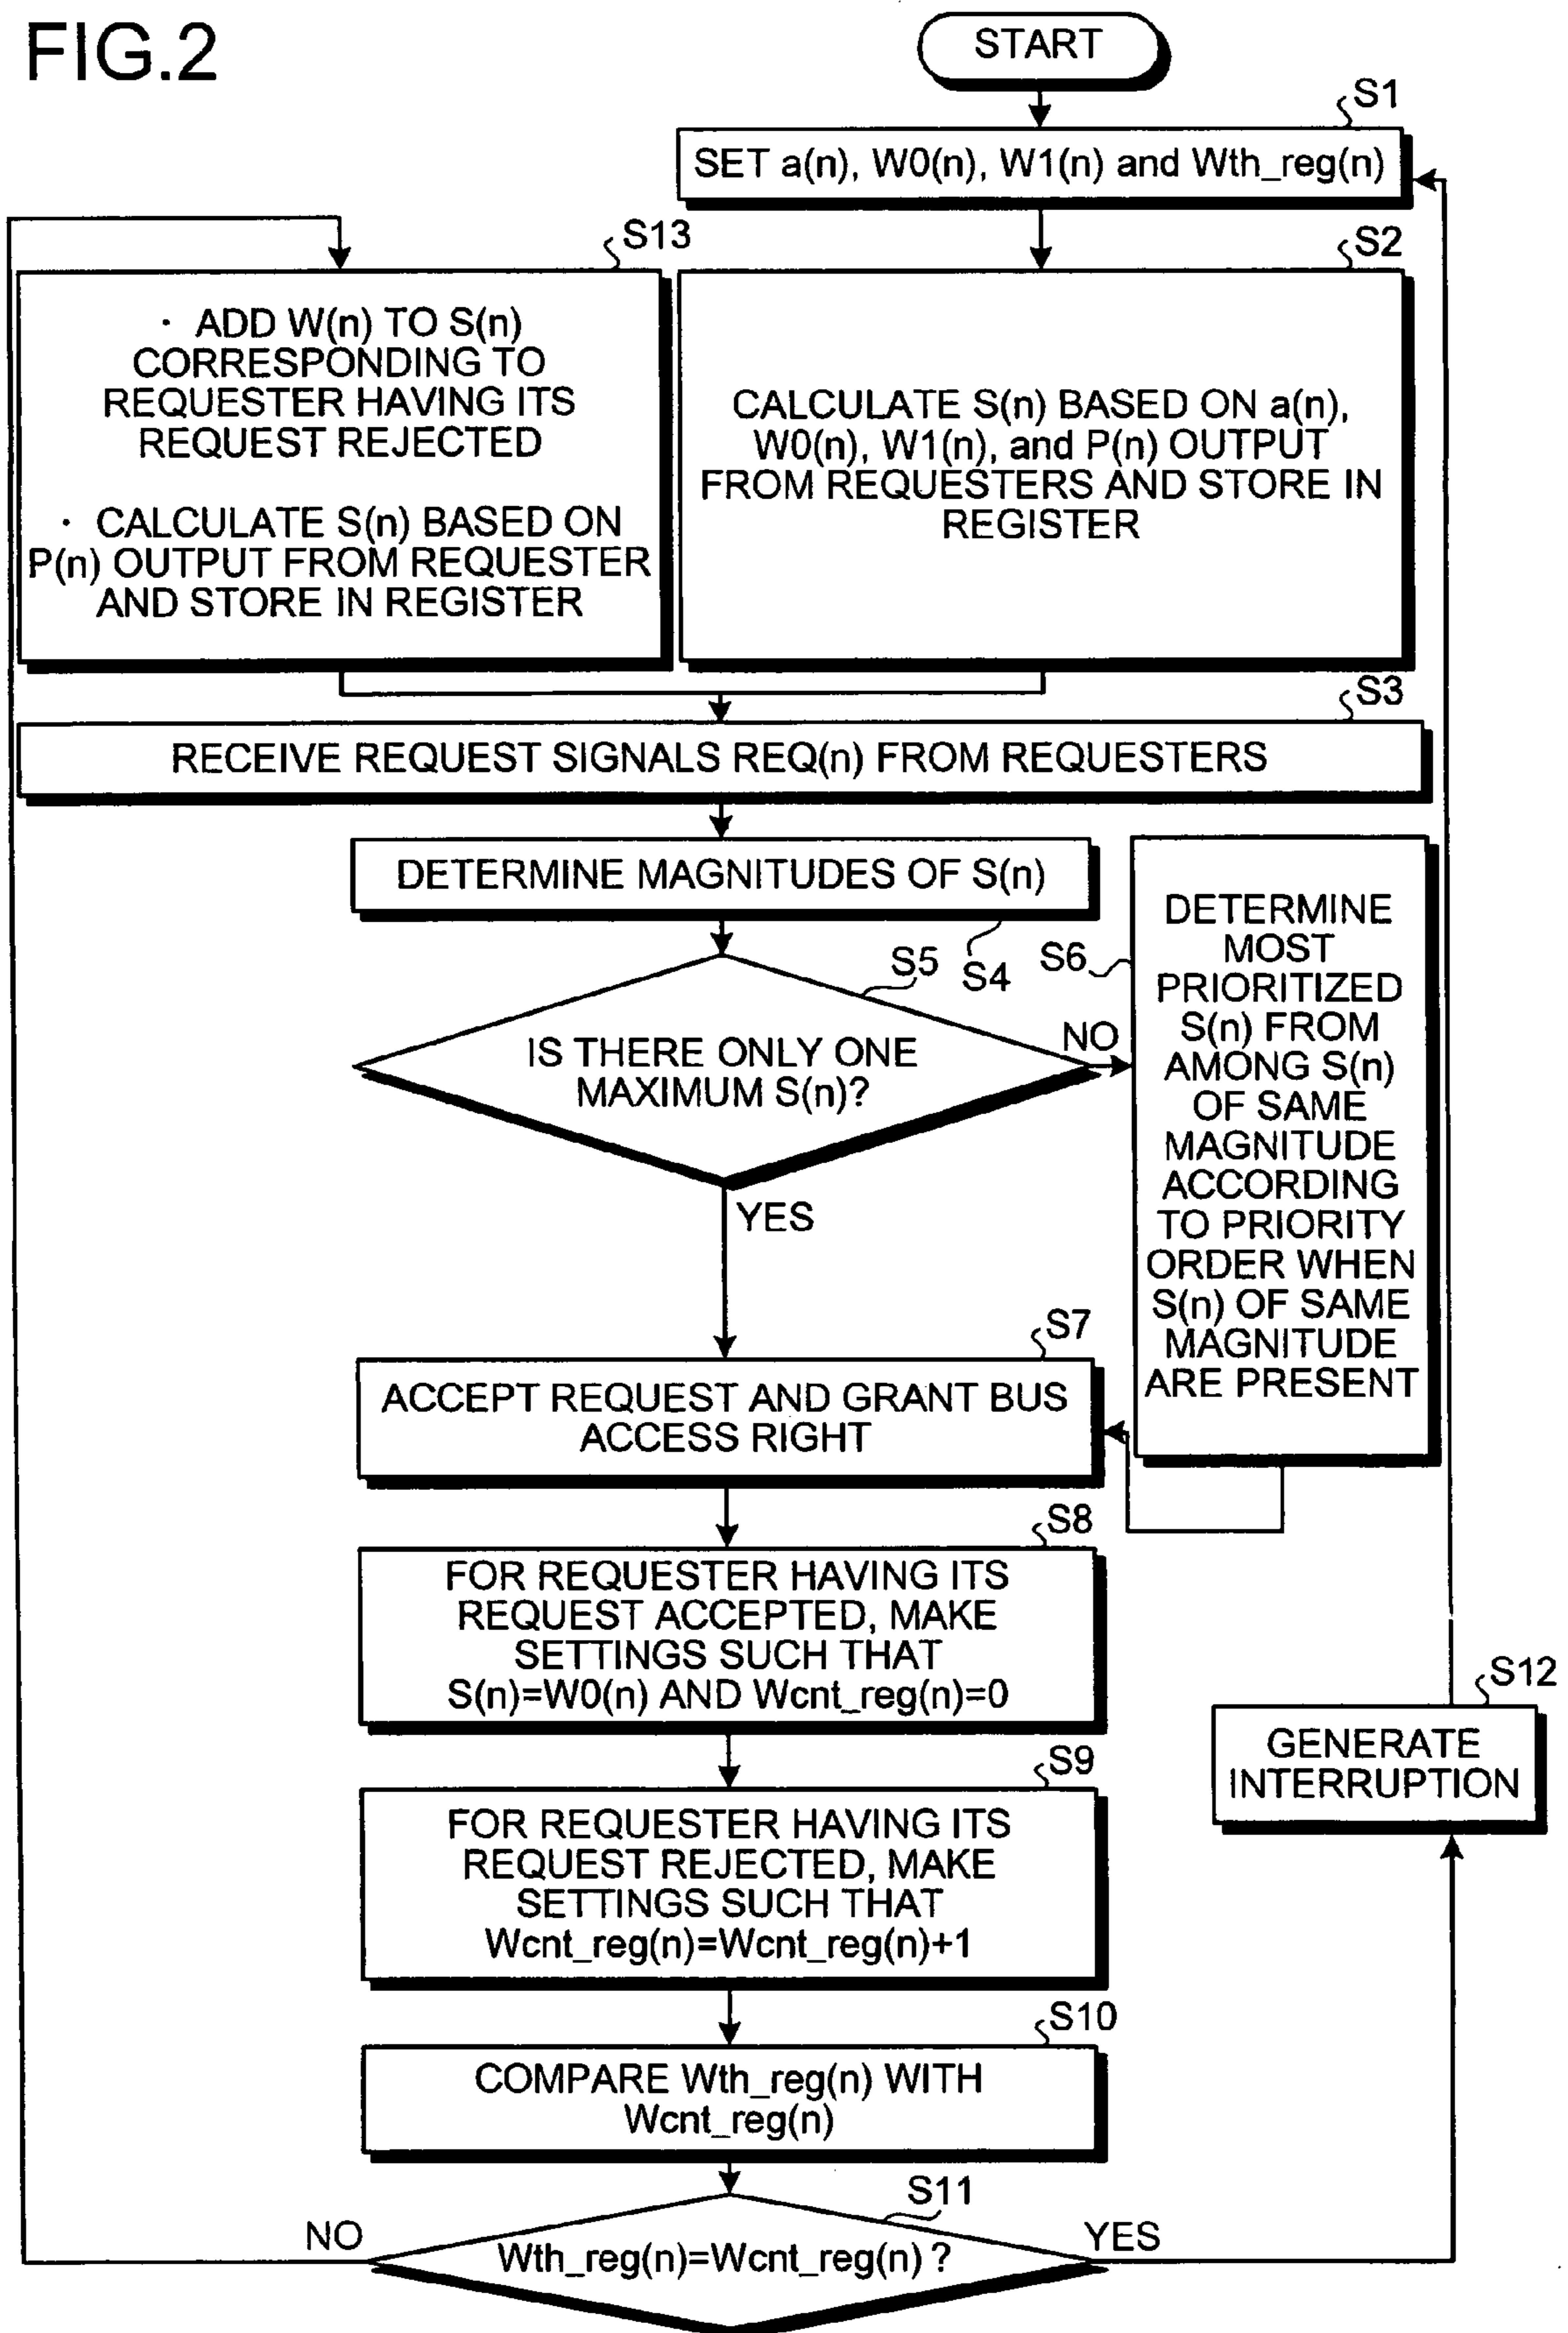 FIG.2
START
S1
SET a(n), W0(n), W1(n) and Wth_reg(n)
S13
· ADD W(n) TO S(n)
CORRESPONDING TO
REQUESTER HAVING ITS
REQUEST REJECTED
· CALCULATE S(n) BASED ON
P(n) OUTPUT FROM REQUESTER
AND STORE IN REGISTER
S2
CALCULATE S(n) BASED ON a(n),
W0(n), W1(n), and P(n) OUTPUT
FROM REQUESTERS AND STORE IN
REGISTER
S3
RECEIVE REQUEST SIGNALS REQ(n) FROM REQUESTERS
DETERMINE MAGNITUDES OF S(n)
S4
S5
IS THERE ONLY ONE
MAXIMUM S(n)?
NO
YES
S6
DETERMINE
MOST
PRIORITIZED
S(n) FROM
AMONG S(n)
OF SAME
MAGNITUDE
ACCORDING
TO PRIORITY
ORDER WHEN
S(n) OF SAME
MAGNITUDE
ARE PRESENT
S7
ACCEPT REQUEST AND GRANT BUS
ACCESS RIGHT
S8
FOR REQUESTER HAVING ITS
REQUEST ACCEPTED, MAKE
SETTINGS SUCH THAT
S(n)=W0(n) AND Wcnt_reg(n)=0
S9
FOR REQUESTER HAVING ITS
REQUEST REJECTED, MAKE
SETTINGS SUCH THAT
Wcnt_reg(n)=Wcnt_reg(n)+1
S10
COMPARE Wth_reg(n) WITH
Wcnt_reg(n)
S11
Wth_reg(n)=Wcnt_reg(n) ?
NO
YES
S12
GENERATE
INTERRUPTION